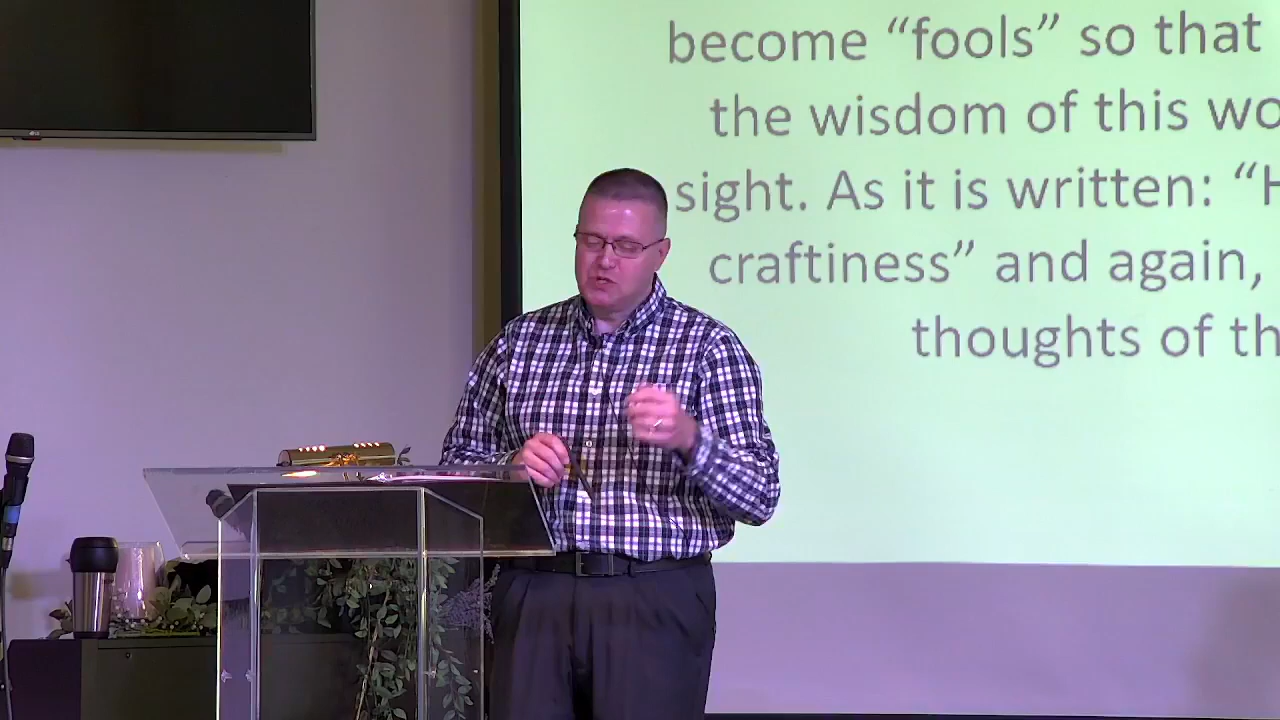 become “fools” so that
the wisdom of this wo
sight. As it is written: “H
craftiness” and again,
thoughts of th
LG